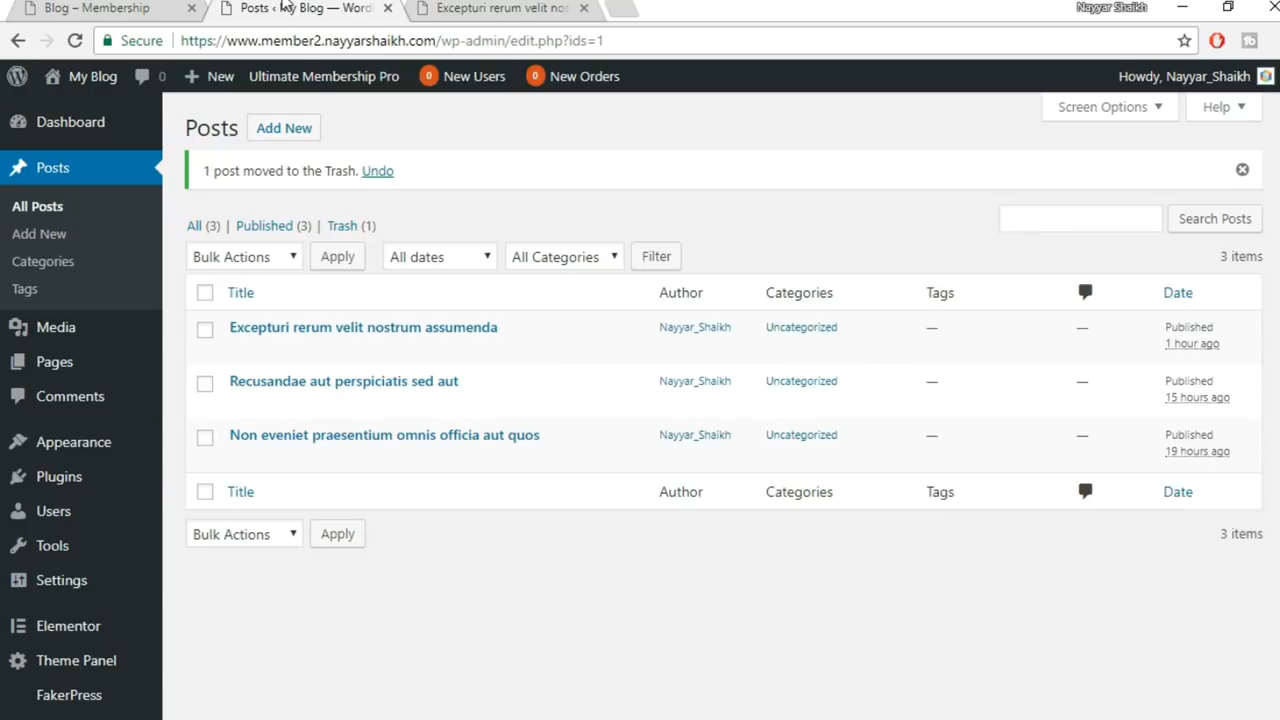 Blog – Membership
Posts ‹ My Blog — Word
Excepturi rerum velit nos
Nayyar Shaikh
Secure
https://www.member2.nayyarshaikh.com/wp-admin/edit.php?ids=1
My Blog
0
New
Ultimate Membership Pro
0 New Users
0 New Orders
Howdy, Nayyar_Shaikh
Screen Options
Help
Dashboard
Posts
All Posts
Add New
Categories
Tags
Media
Pages
Comments
Appearance
Plugins
Users
Tools
Settings
Elementor
Theme Panel
FakerPress
Posts
Add New
1 post moved to the Trash. Undo
All (3) | Published (3) | Trash (1)
Search Posts
Bulk Actions
Apply
All dates
All Categories
Filter
3 items
Title
Author
Categories
Tags
Date
Excepturi rerum velit nostrum assumenda
Nayyar_Shaikh
Uncategorized
—
—
Published
1 hour ago
Recusandae aut perspiciatis sed aut
Nayyar_Shaikh
Uncategorized
—
—
Published
15 hours ago
Non eveniet praesentium omnis officia aut quos
Nayyar_Shaikh
Uncategorized
—
—
Published
19 hours ago
Title
Author
Categories
Tags
Date
Bulk Actions
Apply
3 items